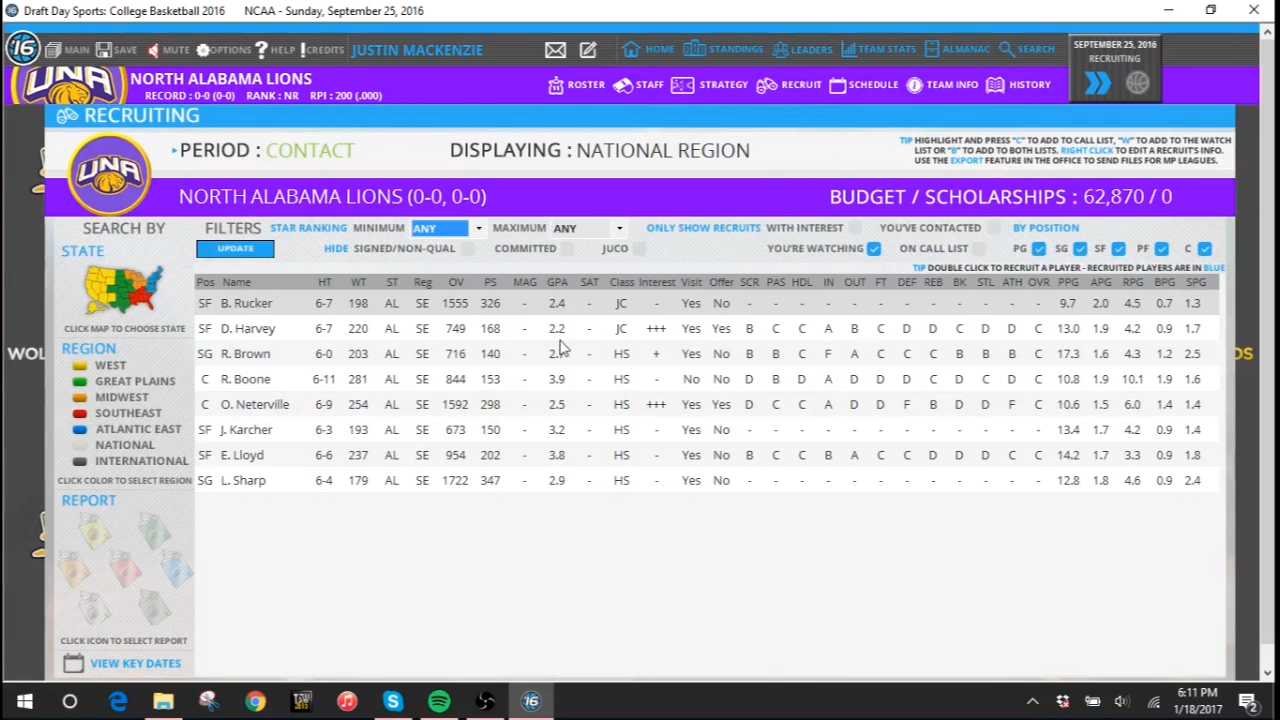 Draft Day Sports: College Basketball 2016 NCAA - Sunday, September 25, 2016
16 MAIN SAVE MUTE OPTIONS ? HELP ! CREDITS JUSTIN MACKENZIE HOME STANDINGS LEADERS TEAM STATS ALMANAC SEARCH
SEPTEMBER 25, 2016
RECRUITING
UNA
NORTH ALABAMA LIONS
RECORD : 0-0 (0-0) RANK : NR RPI : 200 (.000)
ROSTER STAFF STRATEGY RECRUIT SCHEDULE TEAM INFO HISTORY
RECRUITING
UNA
PERIOD : CONTACT DISPLAYING : NATIONAL REGION
TIP HIGHLIGHT AND PRESS "C" TO ADD TO CALL LIST, "W" TO ADD TO THE WATCH
LIST OR "B" TO ADD TO BOTH LISTS. RIGHT CLICK TO EDIT A RECRUIT'S INFO.
USE THE EXPORT FEATURE IN THE OFFICE TO SEND FILES FOR MP LEAGUES.
NORTH ALABAMA LIONS (0-0, 0-0) BUDGET / SCHOLARSHIPS : 62,870 / 0
SEARCH BY FILTERS STAR RANKING MINIMUM ANY MAXIMUM ANY ONLY SHOW RECRUITS WITH INTEREST YOU'VE CONTACTED BY POSITION
STATE UPDATE HIDE SIGNED/NON-QUAL COMMITTED JUCO YOU'RE WATCHING ON CALL LIST PG SG SF PF C
TIP DOUBLE CLICK TO RECRUIT A PLAYER - RECRUITED PLAYERS ARE IN BLUE
Pos Name HT WT ST Reg OV PS MAG GPA SAT Class Interest Visit Offer SCR PAS HDL IN OUT FT DEF REB BK STL ATH OVR PPG APG RPG BPG SPG
SF B. Rucker 6-7 198 AL SE 1555 326 - 2.4 - JC - Yes No - - - - - - - - - - - - 9.7 2.0 4.5 0.7 1.3
SF D. Harvey 6-7 220 AL SE 749 168 - 2.2 - JC +++ Yes Yes B C C A B C D D C D D C 13.0 1.9 4.2 0.9 1.7
SG R. Brown 6-0 203 AL SE 716 140 - - HS + Yes No B B C F A C C C B B B C 17.3 1.6 4.3 1.2 2.5
C R. Boone 6-11 281 AL SE 844 153 - 3.9 - HS - No No D B D A D D D C D C D C 10.8 1.9 10.1 1.9 1.6
C O. Neterville 6-9 254 AL SE 1592 298 - 2.5 - HS +++ Yes Yes D C C A D D F B D D F C 10.6 1.5 6.0 1.4 1.4
SF J. Karcher 6-3 193 AL SE 673 150 - 3.2 - HS - Yes No - - - - - - - - - - - - 13.4 1.7 4.2 0.9 1.4
SF E. Lloyd 6-6 237 AL SE 954 202 - 3.8 - HS - Yes No B C C B A C C D D D C C 14.2 1.7 3.3 0.9 1.8
SG L. Sharp 6-4 179 AL SE 1722 347 - 2.9 - HS - Yes No - - - - - - - - - - - - 12.8 1.8 4.6 0.9 2.4
CLICK MAP TO CHOOSE STATE
REGION
WEST
GREAT PLAINS
MIDWEST
SOUTHEAST
ATLANTIC EAST
NATIONAL
INTERNATIONAL
CLICK COLOR TO SELECT REGION
REPORT
CLICK ICON TO SELECT REPORT
VIEW KEY DATES
WOL
DS
16
6:11 PM
1/18/2017
2